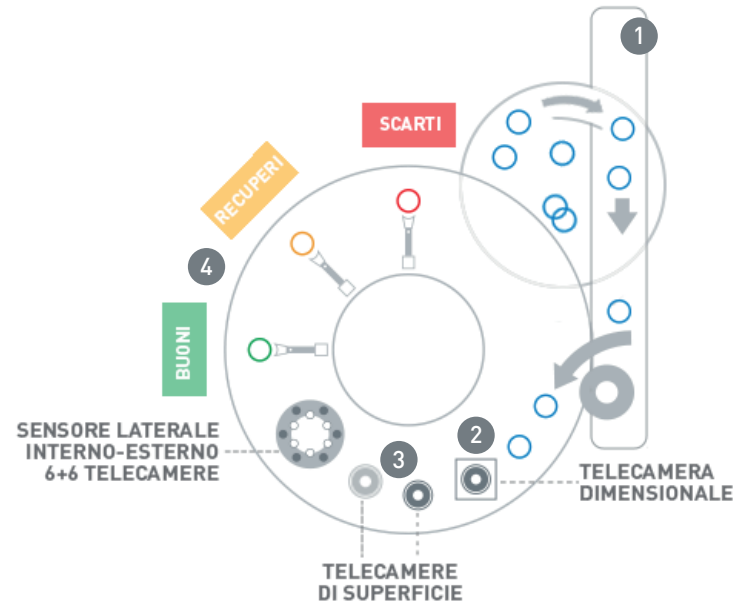 1
SCARTI
RECUPERI
4
BUONI
SENSORE LATERALE
INTERNO-ESTERNO
6+6 TELECAMERE
3
2
TELECAMERA
DIMENSIONALE
TELECAMERE
DI SUPERFICIE